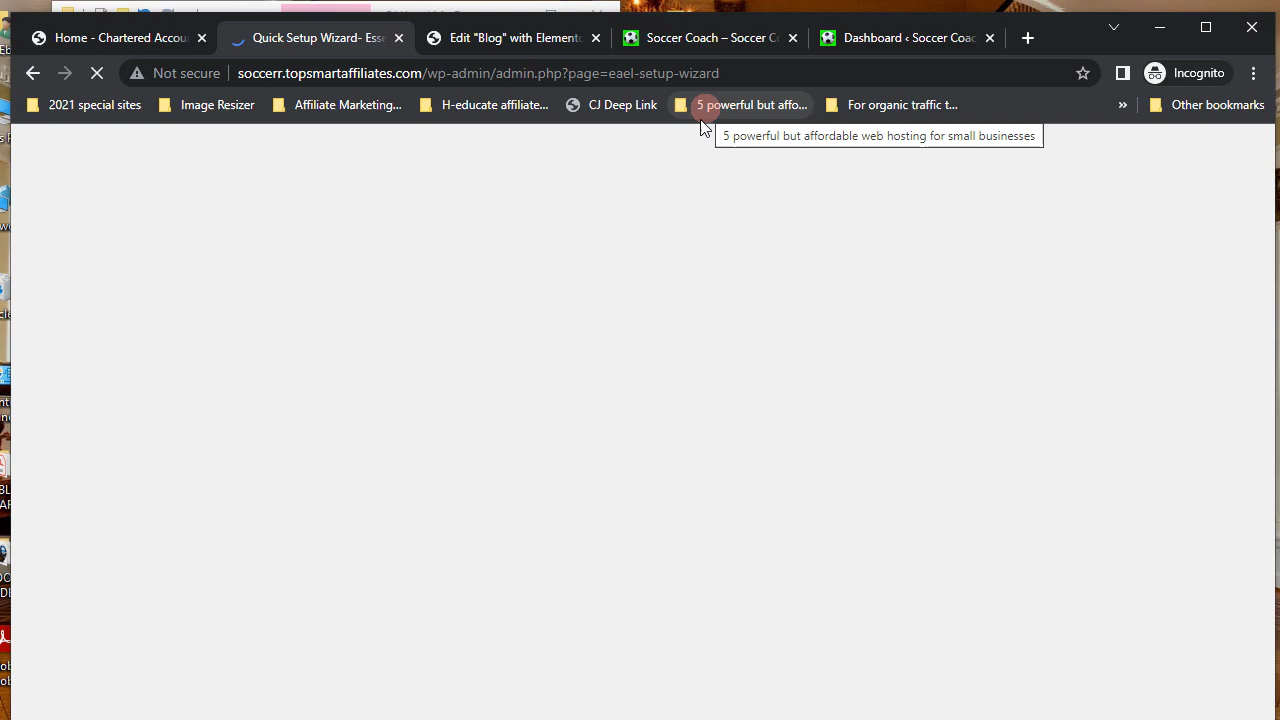 Home - Chartered Accou
Quick Setup Wizard- Esse
Edit "Blog" with Elemento
Soccer Coach – Soccer C
Dashboard ‹ Soccer Coac
Not secure
soccerr.topsmartaffiliates.com/wp-admin/admin.php?page=eael-setup-wizard
Incognito
2021 special sites
Image Resizer
Affiliate Marketing...
H-educate affiliate...
CJ Deep Link
5 powerful but affo...
For organic traffic t...
»
Other bookmarks
5 powerful but affordable web hosting for small businesses